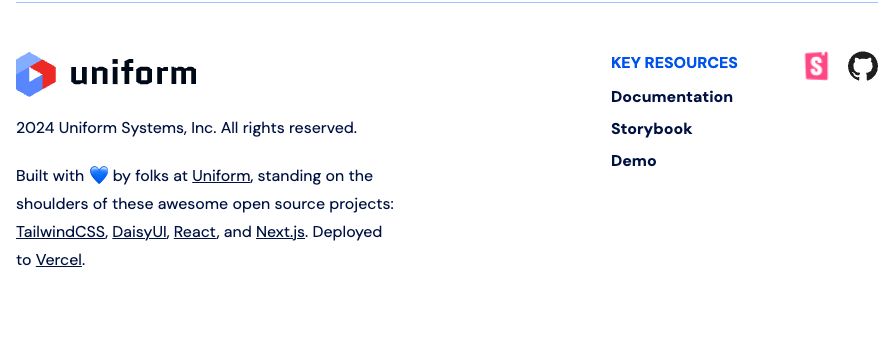 uniform
2024 Uniform Systems, Inc. All rights reserved.
Built with 💙 by folks at Uniform, standing on the
shoulders of these awesome open source projects:
TailwindCSS, DaisyUI, React, and Next.js. Deployed
to Vercel.
KEY RESOURCES
Documentation
Storybook
Demo
S